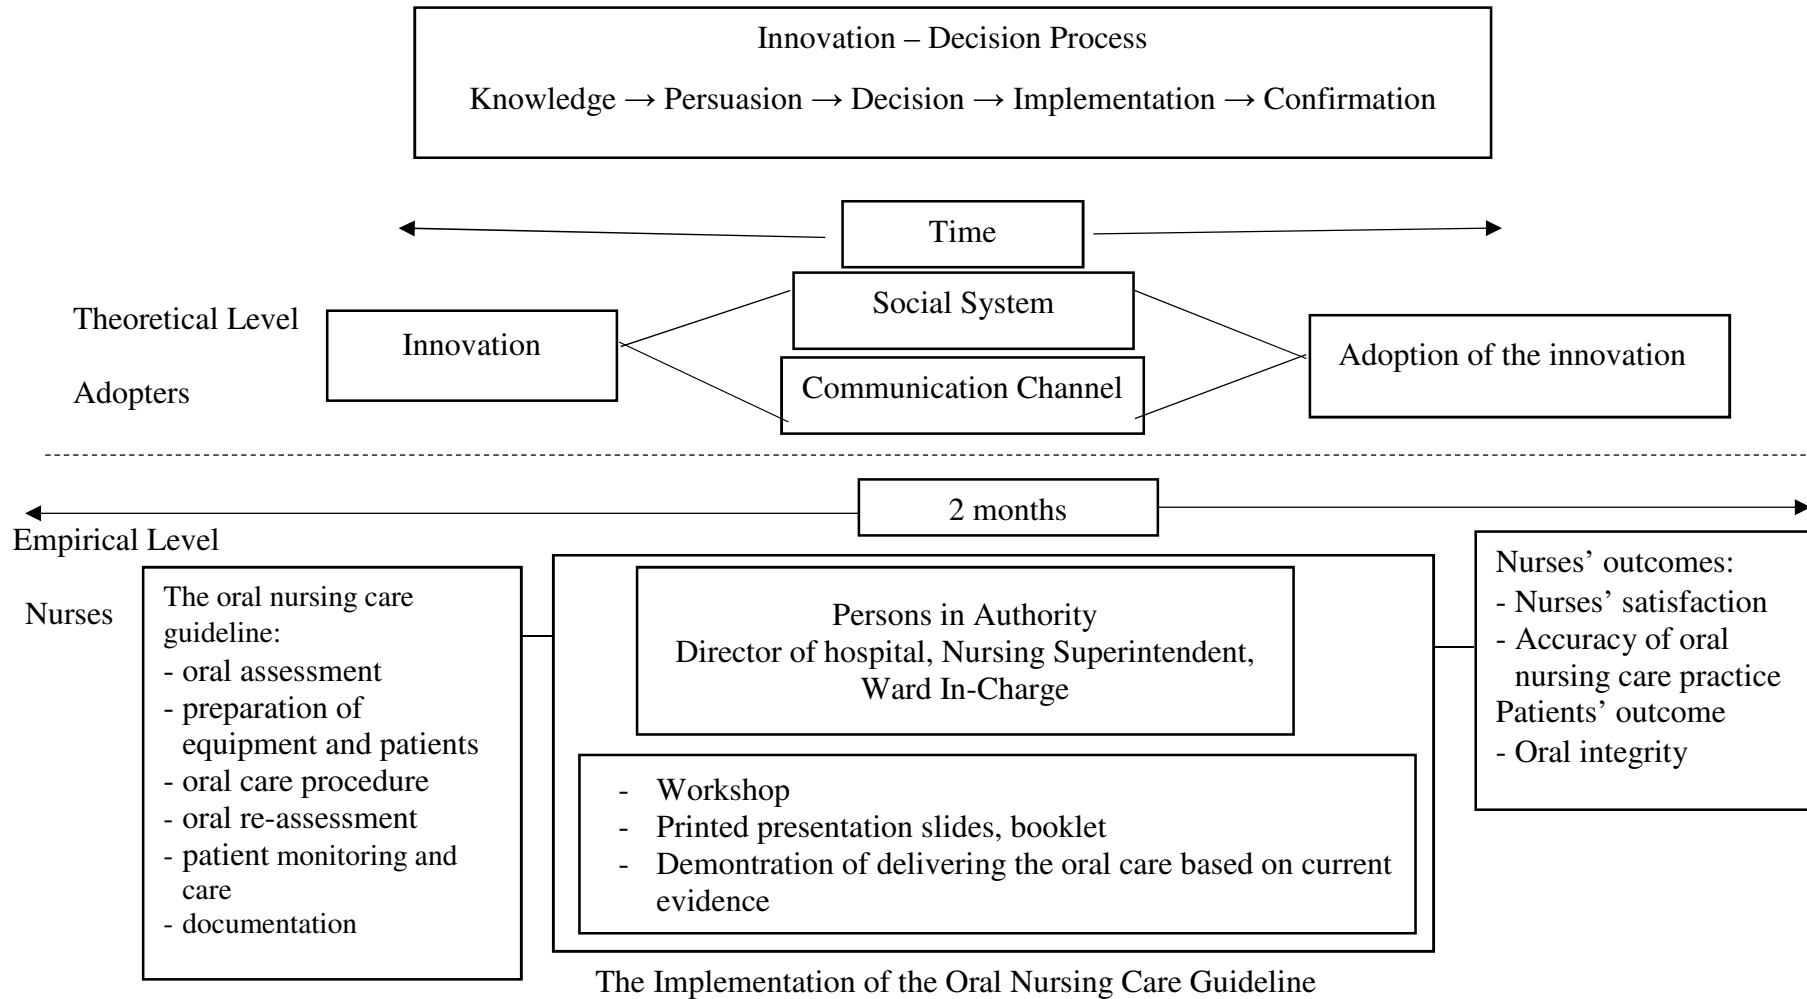 Innovation – Decision Process
Knowledge → Persuasion → Decision → Implementation → Confirmation
Time
Social System
Theoretical Level
Innovation
Adoption of the innovation
Communication Channel
Adopters
2 months
Empirical Level
Nurses
The oral nursing care
guideline:
- oral assessment
- preparation of
equipment and patients
- oral care procedure
- oral re-assessment
- patient monitoring and
care
- documentation
Persons in Authority
Director of hospital, Nursing Superintendent,
Ward In-Charge
- Workshop
- Printed presentation slides, booklet
- Demontration of delivering the oral care based on current
evidence
Nurses’ outcomes:
- Nurses’ satisfaction
- Accuracy of oral
nursing care practice
Patients’ outcome
- Oral integrity
The Implementation of the Oral Nursing Care Guideline